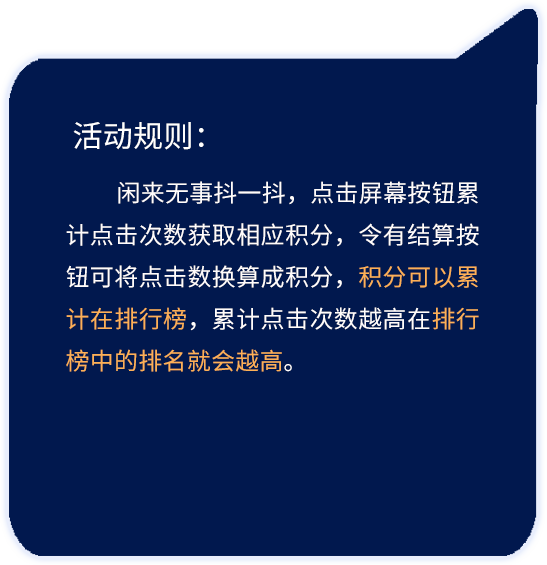 活动规则：
闲来无事抖一抖，点击屏幕按钮累
计点击次数获取相应积分，令有结算按
钮可将点击数换算成积分，积分可以累
计在排行榜，累计点击次数越高在排行
榜中的排名就会越高。